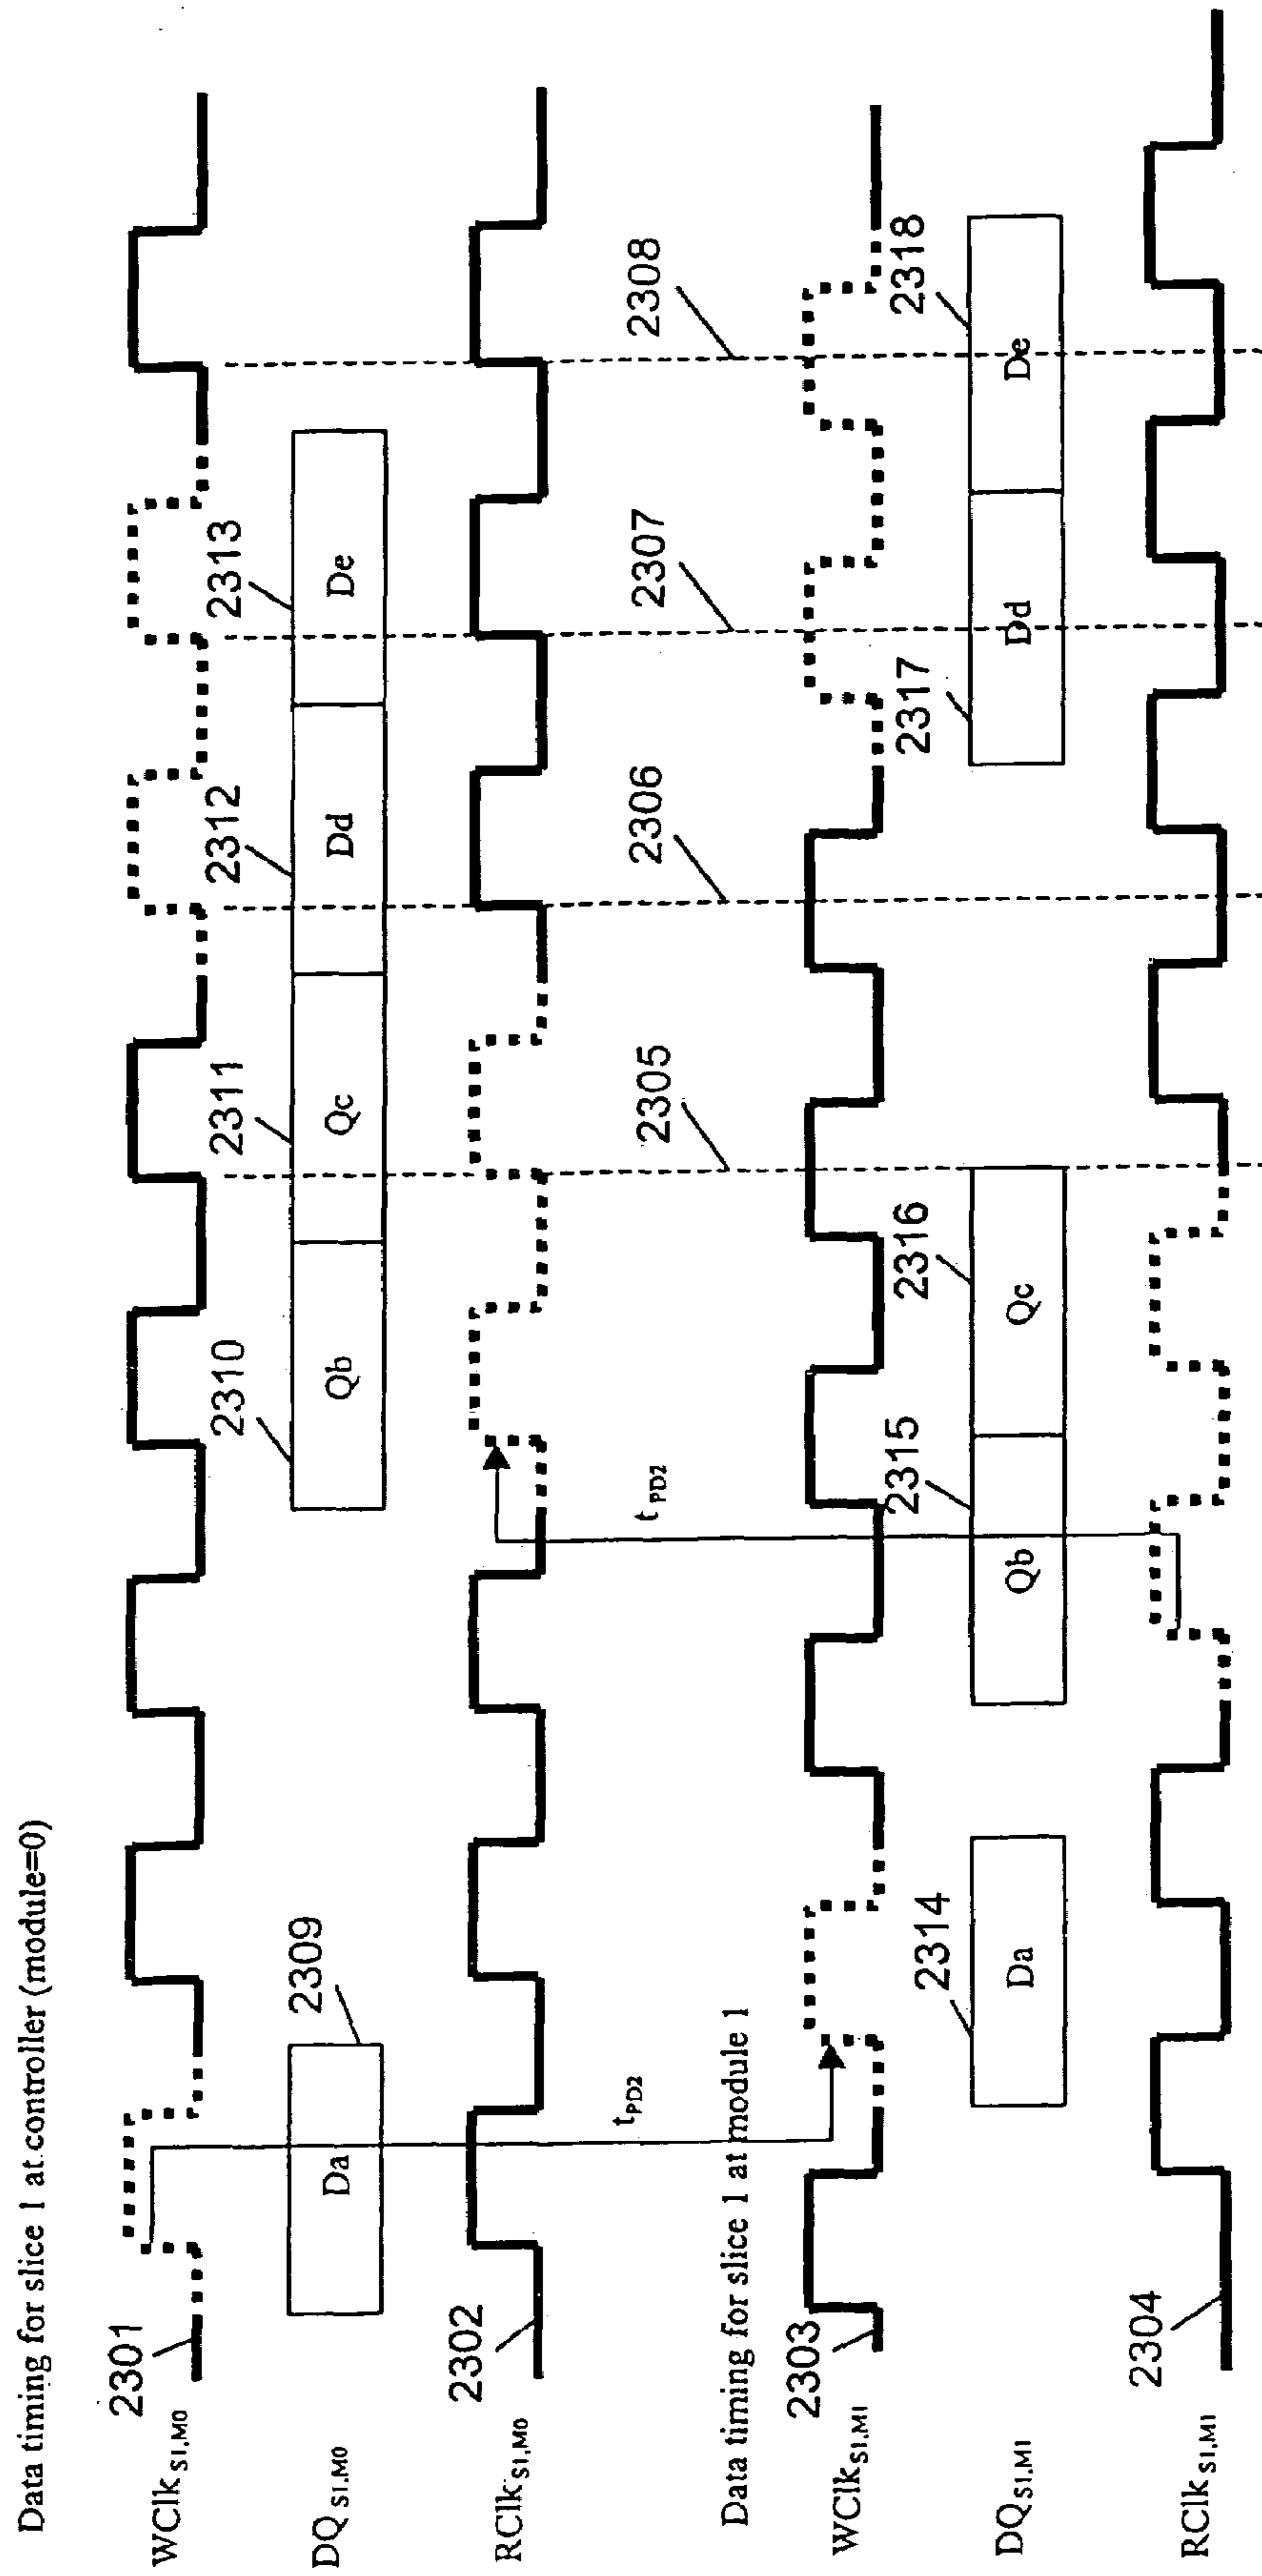 Data timing for slice 1 at controller (module=0)
WClk S1,M0
2301
DQ S1,M0
Da
2309
Qb
2310
Qc
2311
Dd
2312
De
2313
RClk S1,M0
2302
tPD2
tPD2
2305
2306
2307
2308
Data timing for slice 1 at module 1
WClk S1,M1
2303
DQ S1,M1
Da
2314
Qb
2315
Qc
2316
Dd
2317
De
2318
RClk S1,M1
2304